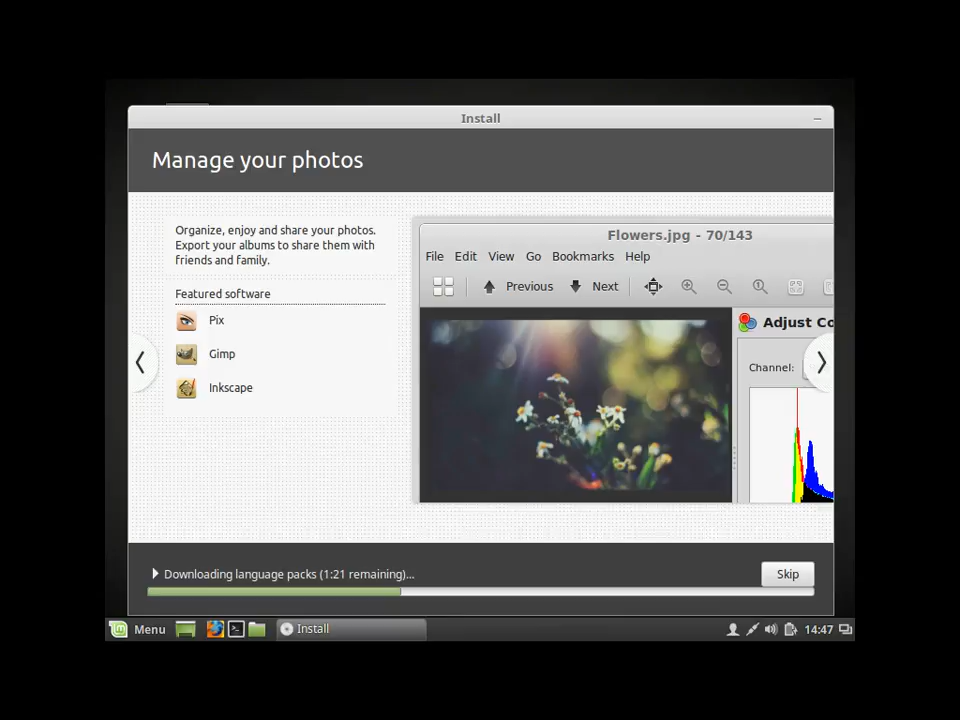 Install
Manage your photos
Organize, enjoy and share your photos.
Export your albums to share them with
friends and family.
Featured software
Pix
Gimp
Inkscape
Flowers.jpg - 70/143
File Edit View Go Bookmarks Help
Previous Next
Adjust Co
Channel:
Downloading language packs (1:21 remaining)...
Skip
Menu Install 14:47